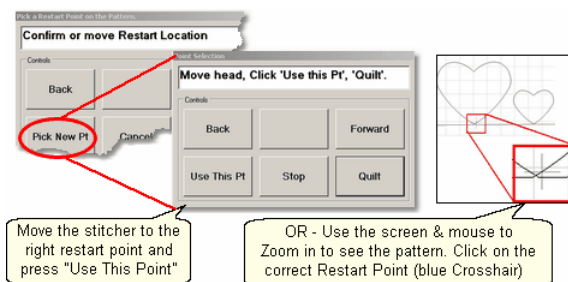 Pick a Restart Point on the Pattern.
Confirm or move Restart Location
Controls
Back
Pick New Pt
Cancel
Point Selection
Move head, Click 'Use this Pt', 'Quilt'.
Controls
Back
Forward
Use This Pt
Stop
Quilt
Move the stitcher to the
right restart point and
press "Use This Point"
OR - Use the screen & mouse to
Zoom in to see the pattern. Click on the
correct Restart Point (blue Crosshair)